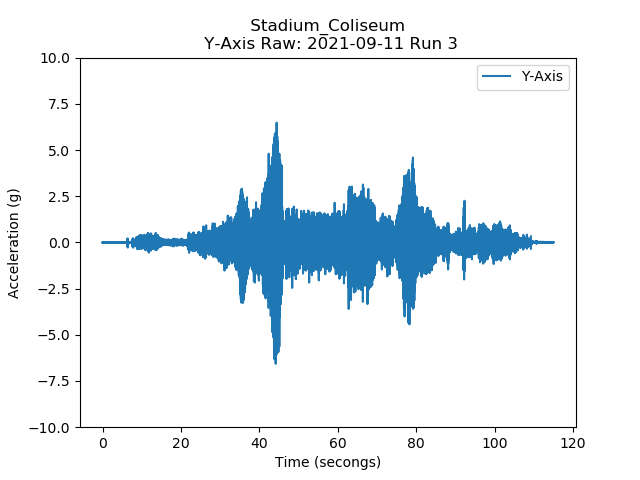 Stadium_Coliseum
Y-Axis Raw: 2021-09-11 Run 3
Y-Axis
Acceleration (g)
10.0
7.5
5.0
2.5
0.0
−2.5
−5.0
−7.5
−10.0
0 20 40 60 80 100 120
Time (secongs)